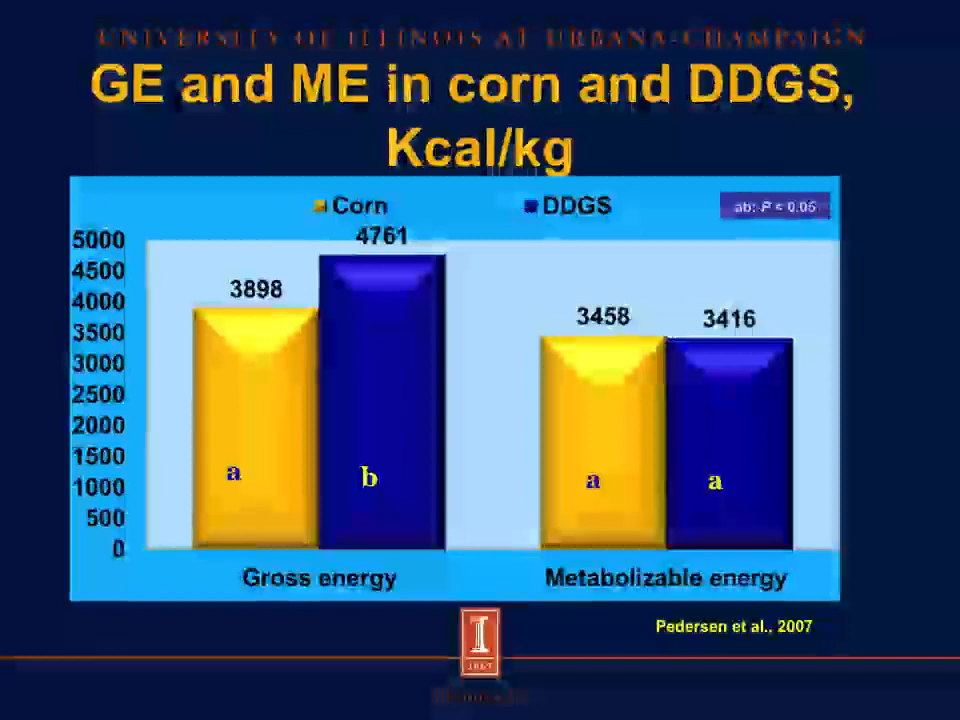 UNIVERSITY OF ILLINOIS AT URBANA-CHAMPAIGN
GE and ME in corn and DDGS,
Kcal/kg
Corn
DDGS
ab: P < 0.05
5000
4500
4000
3500
3000
2500
2000
1500
1000
500
0
3898
4761
3458
3416
a
b
a
a
Gross energy
Metabolizable energy
Pedersen et al., 2007
I
1867